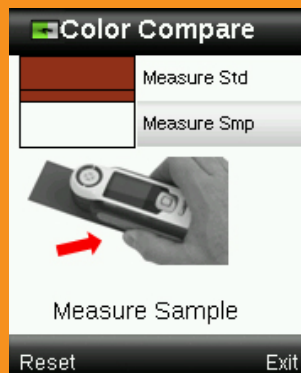 Color Compare
Measure Std
Measure Smp
Measure Sample
Reset Exit